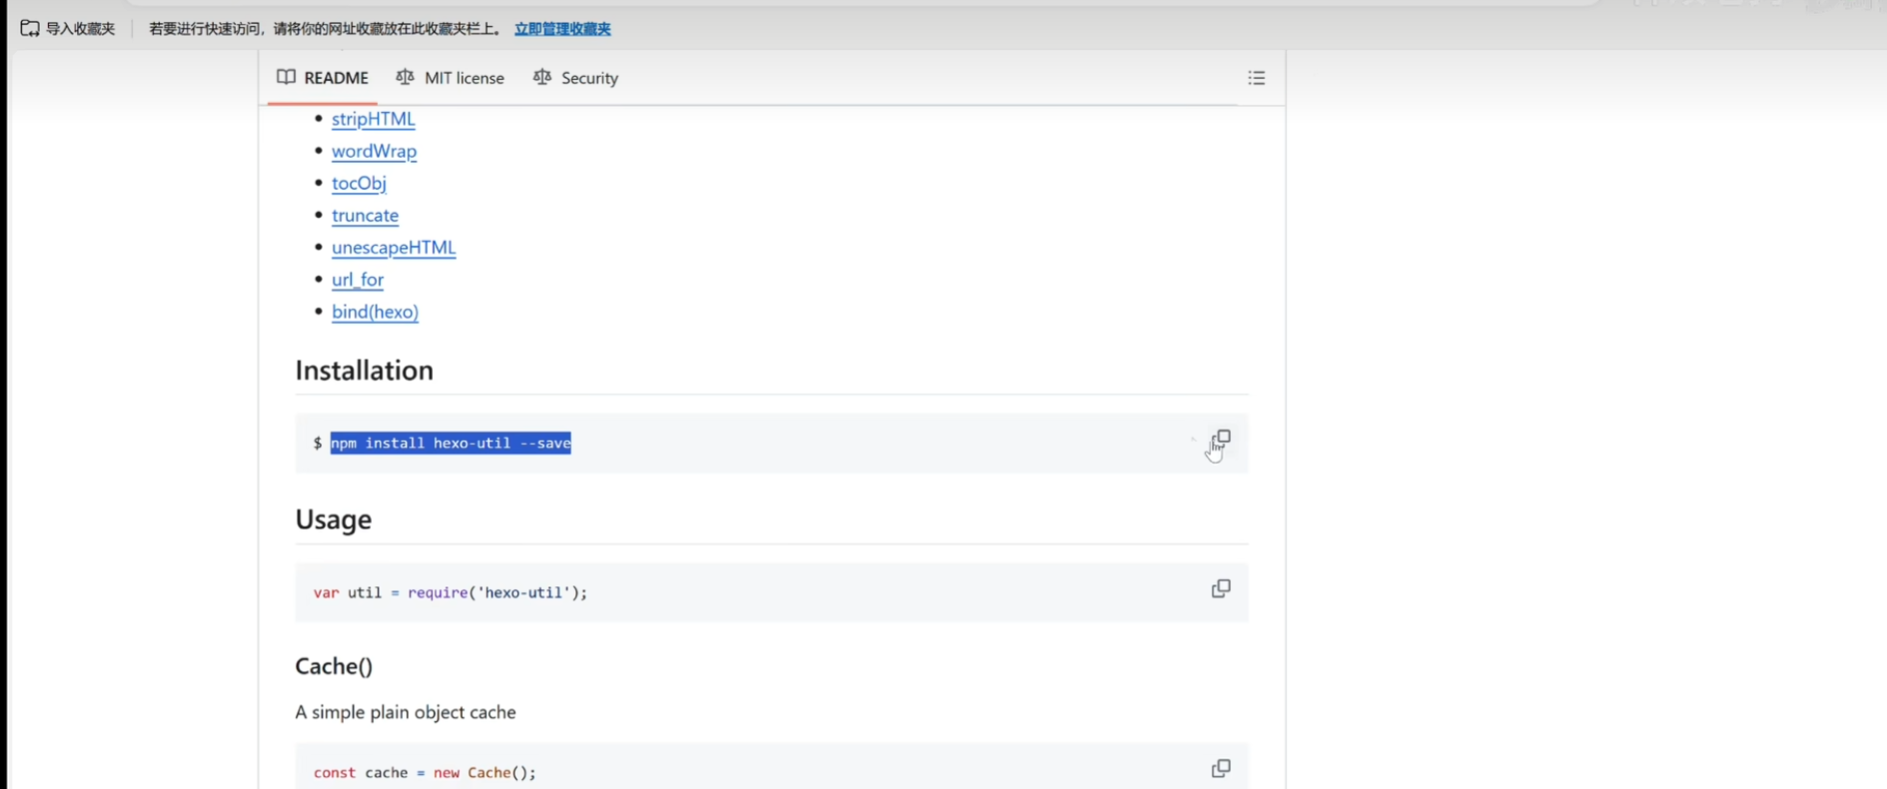 导入收藏夹 若要进行快速访问，请将你的网址收藏放在此收藏夹栏上。 立即管理收藏夹
README MIT license Security
stripHTML
wordWrap
tocObj
truncate
unescapeHTML
url_for
bind(hexo)
Installation
$ npm install hexo-util --save
Usage
var util = require('hexo-util');
Cache()
A simple plain object cache
const cache = new Cache();